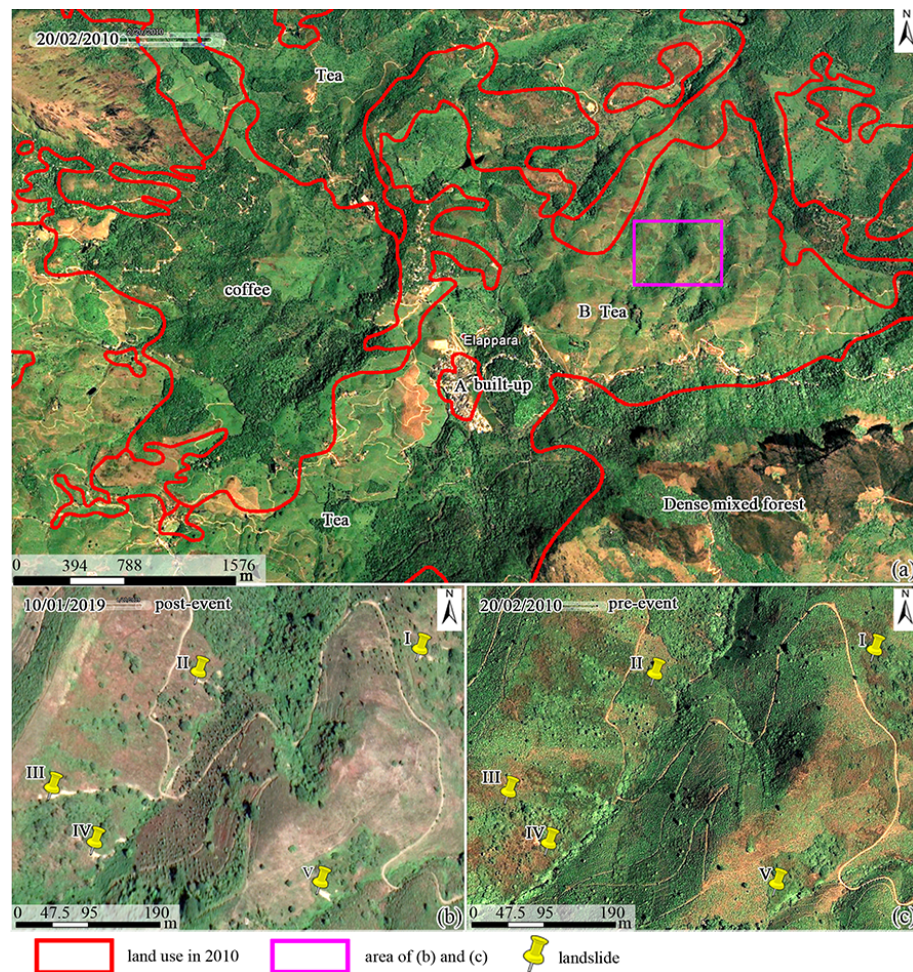 N
20/02/2010
Tea
coffee
B Tea
Elappara
A built-up
Dense mixed forest
Tea
0 394 788 1576
m
(a)
10/01/2019 post-event
N
I
II
III
IV
V
0 47.5 95 190
m
(b)
20/02/2010 pre-event
N
I
II
III
IV
V
0 47.5 95 190
m
(c)
land use in 2010
area of (b) and (c)
landslide